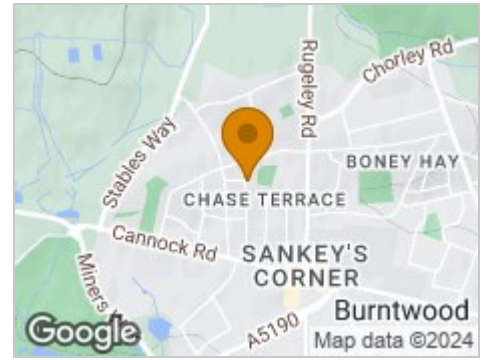 Rugeley Rd
Chorley Rd
Stables Way
BONEY HAY
CHASE TERRACE
Cannock Rd
SANKEY'S
CORNER
Miners
Burntwood
A5190
Google
Map data ©2024